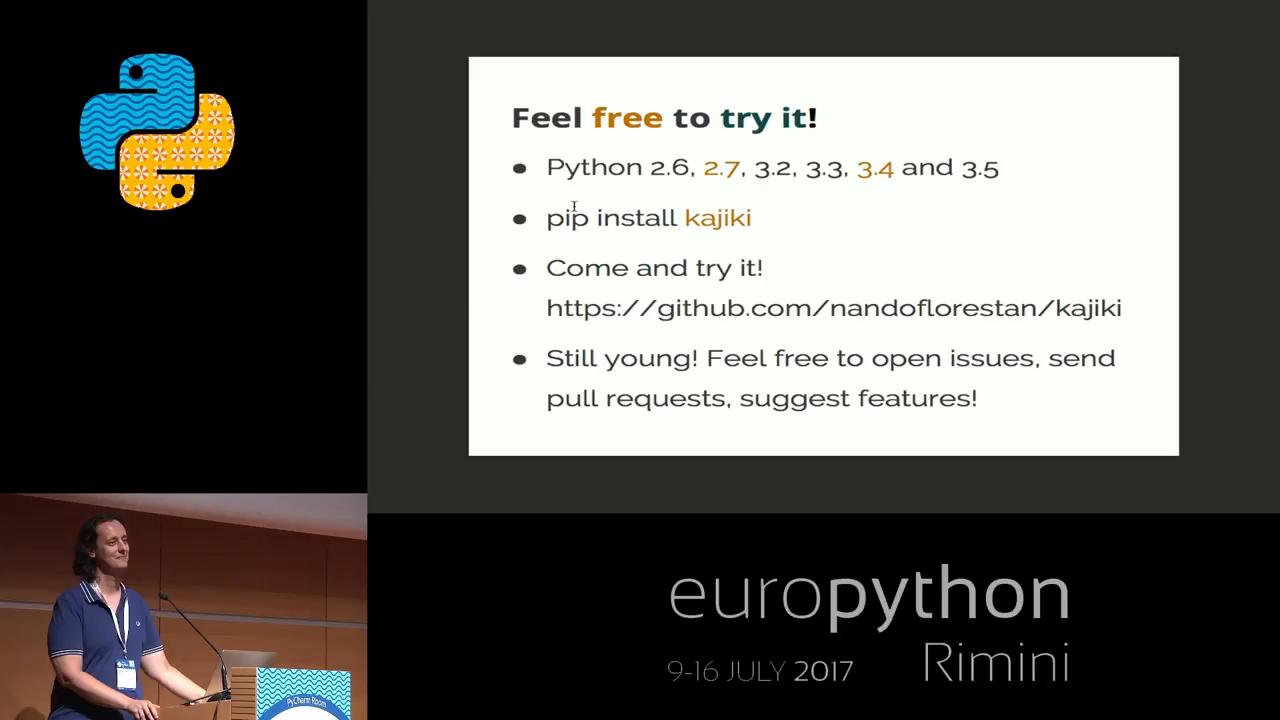 Feel free to try it!
● Python 2.6, 2.7, 3.2, 3.3, 3.4 and 3.5
● pip install kajiki
● Come and try it!
https://github.com/nandoflorestan/kajiki
● Still young! Feel free to open issues, send
pull requests, suggest features!
europython
9-16 JULY 2017 Rimini
PyCharm Room